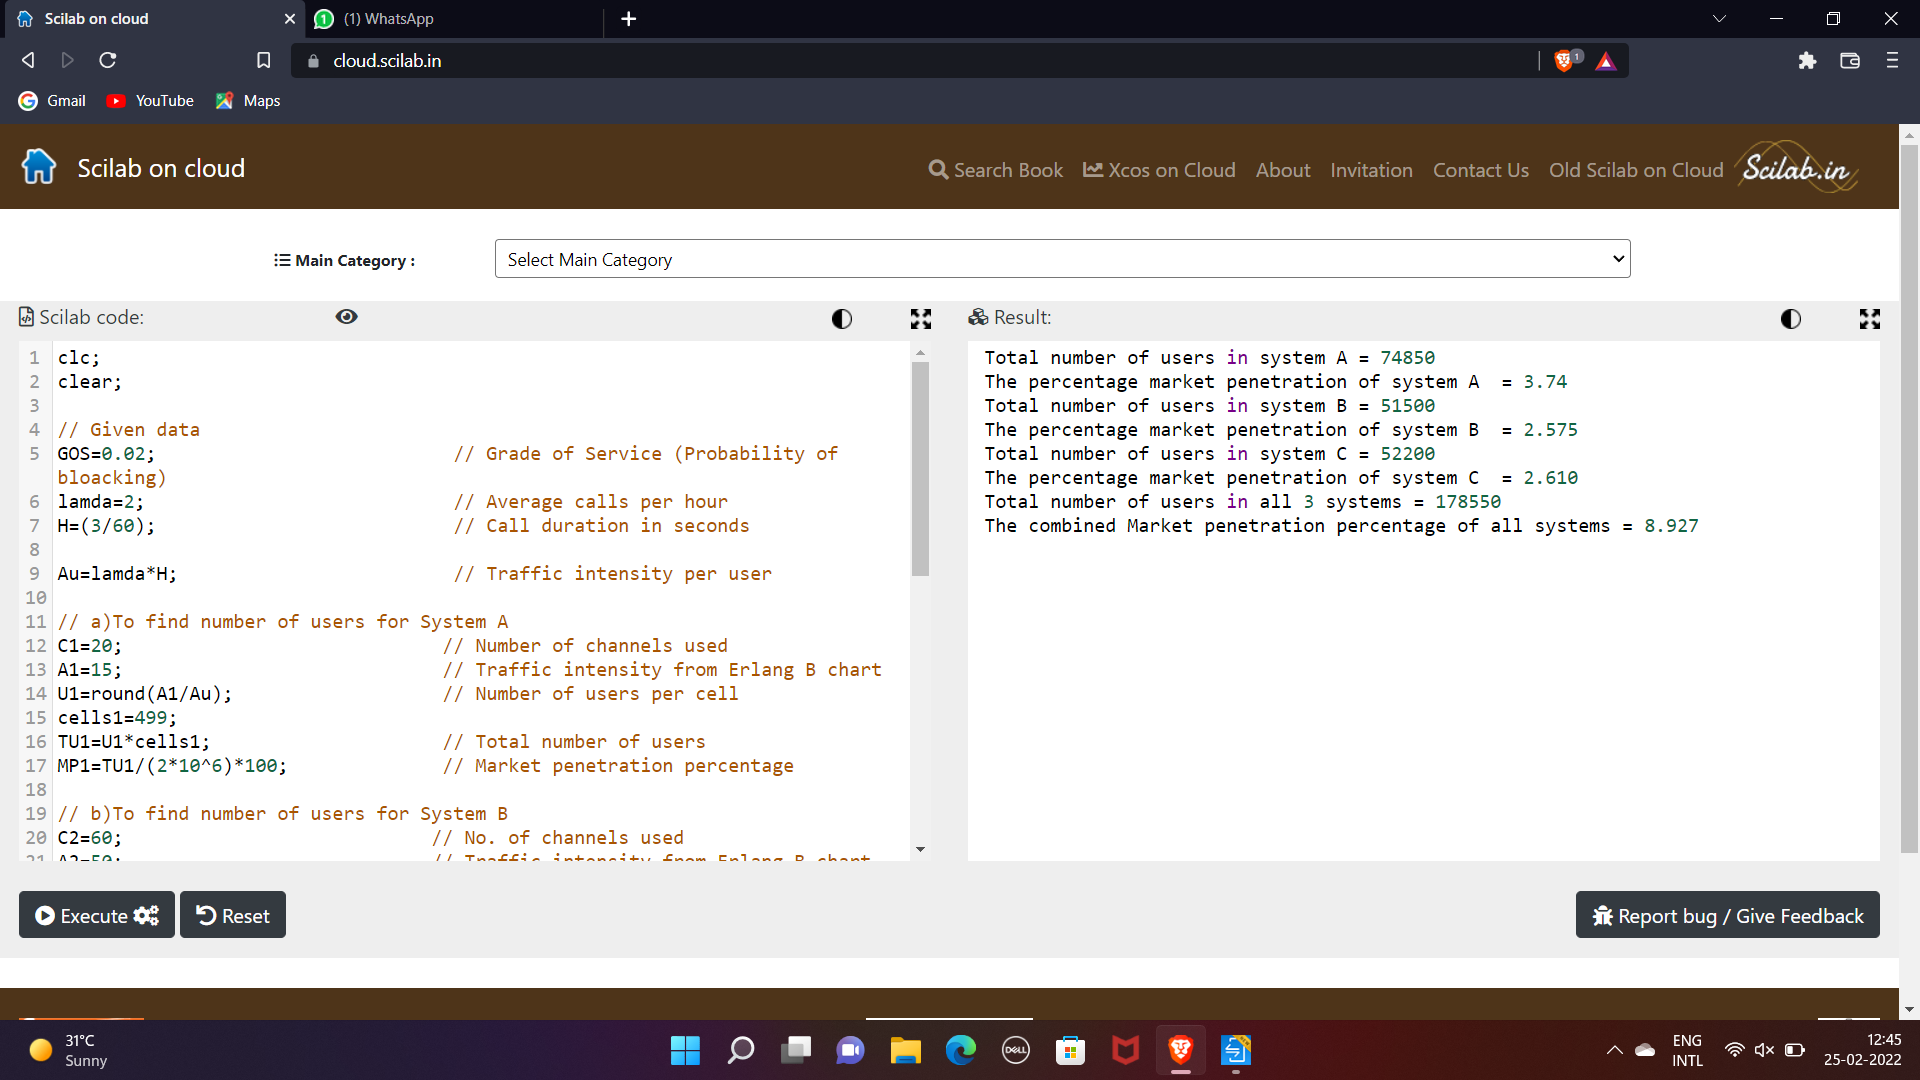 Scilab on cloud
(1) WhatsApp
cloud.scilab.in
1
Gmail
YouTube
Maps
Scilab on cloud
Search Book
Xcos on Cloud
About
Invitation
Contact Us
Old Scilab on Cloud
Scilab.in
Main Category :
Select Main Category
Scilab code:
1 clc;
2 clear;
3
4 // Given data
5 GOS=0.02; // Grade of Service (Probability of
bloacking)
6 lamda=2; // Average calls per hour
7 H=(3/60); // Call duration in seconds
8
9 Au=lamda*H; // Traffic intensity per user
10
11 // a)To find number of users for System A
12 C1=20; // Number of channels used
13 A1=15; // Traffic intensity from Erlang B chart
14 U1=round(A1/Au); // Number of users per cell
15 cells1=499;
16 TU1=U1*cells1; // Total number of users
17 MP1=TU1/(2*10^6)*100; // Market penetration percentage
18
19 // b)To find number of users for System B
20 C2=60; // No. of channels used
21 A2=50; // Traffic intensity from Erlang B chart
Result:
Total number of users in system A = 74850
The percentage market penetration of system A  = 3.74
Total number of users in system B = 51500
The percentage market penetration of system B  = 2.575
Total number of users in system C = 52200
The percentage market penetration of system C  = 2.610
Total number of users in all 3 systems = 178550
The combined Market penetration percentage of all systems = 8.927
Execute
Reset
Report bug / Give Feedback
31°C
Sunny
DELL
ENG
INTL
12:45
25-02-2022